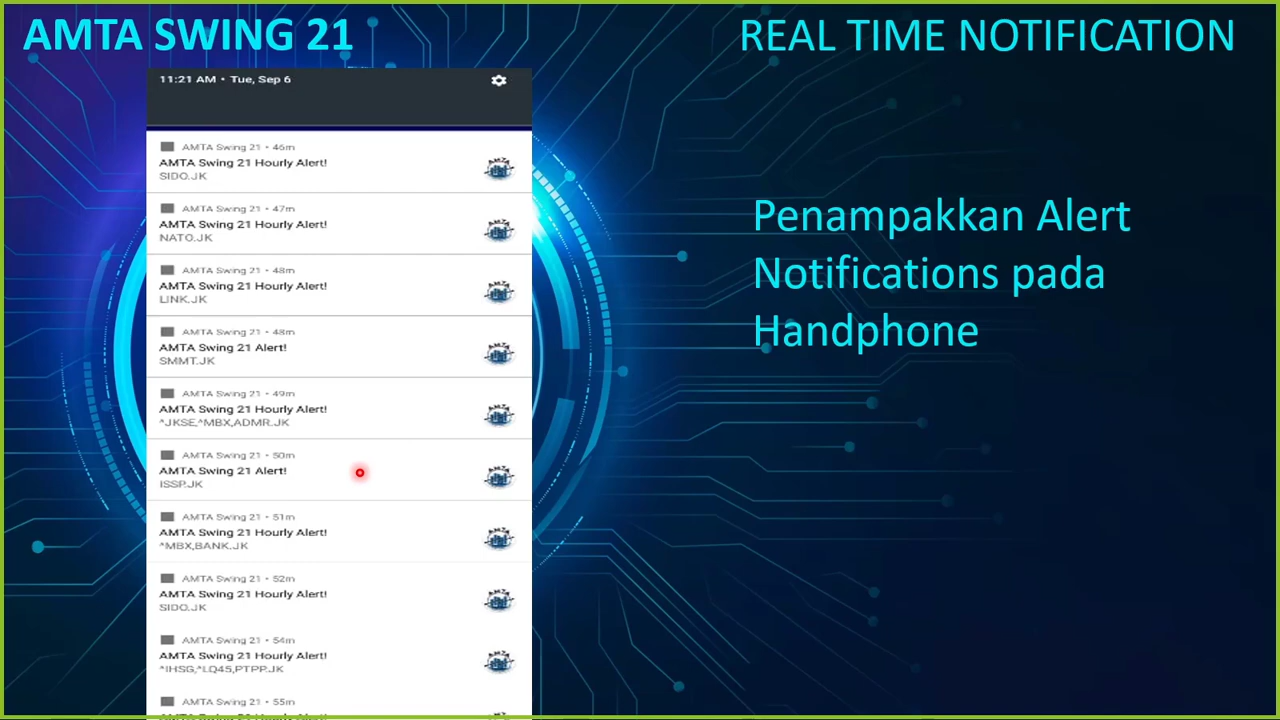 AMTA SWING 21
REAL TIME NOTIFICATION
11:21 AM • Tue, Sep 6
AMTA Swing 21 • 46m
AMTA Swing 21 Hourly Alert!
SIDO.JK
AMTA Swing 21 • 47m
AMTA Swing 21 Hourly Alert!
NATO.JK
AMTA Swing 21 • 48m
AMTA Swing 21 Hourly Alert!
LINK.JK
AMTA Swing 21 • 48m
AMTA Swing 21 Alert!
SMMT.JK
AMTA Swing 21 • 49m
AMTA Swing 21 Hourly Alert!
^JKSE,^MBX,ADMR.JK
AMTA Swing 21 • 50m
AMTA Swing 21 Alert!
ISSP.JK
AMTA Swing 21 • 51m
AMTA Swing 21 Hourly Alert!
^MBX,BANK.JK
AMTA Swing 21 • 52m
AMTA Swing 21 Hourly Alert!
SIDO.JK
AMTA Swing 21 • 54m
AMTA Swing 21 Hourly Alert!
^IHSG,^LQ45,PTPP.JK
AMTA Swing 21 • 55m
AMTA Swing 21 Hourly Alert!
Penampakkan Alert
Notifications pada
Handphone